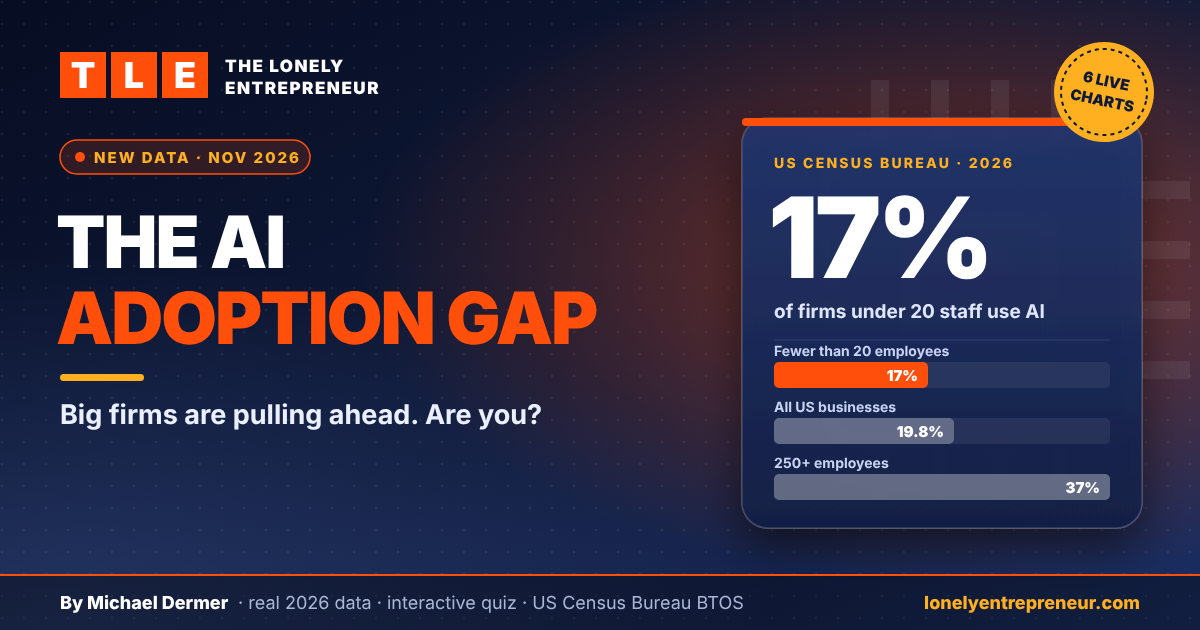 TLE
THE LONELY
ENTREPRENEUR
NEW DATA · NOV 2026
THE AI
ADOPTION GAP
Big firms are pulling ahead. Are you?
6 LIVE
CHARTS
US CENSUS BUREAU · 2026
17%
of firms under 20 staff use AI
Fewer than 20 employees
17%
All US businesses
19.8%
250+ employees
37%
By Michael Dermer · real 2026 data · interactive quiz · US Census Bureau BTOS
lonelyentrepreneur.com